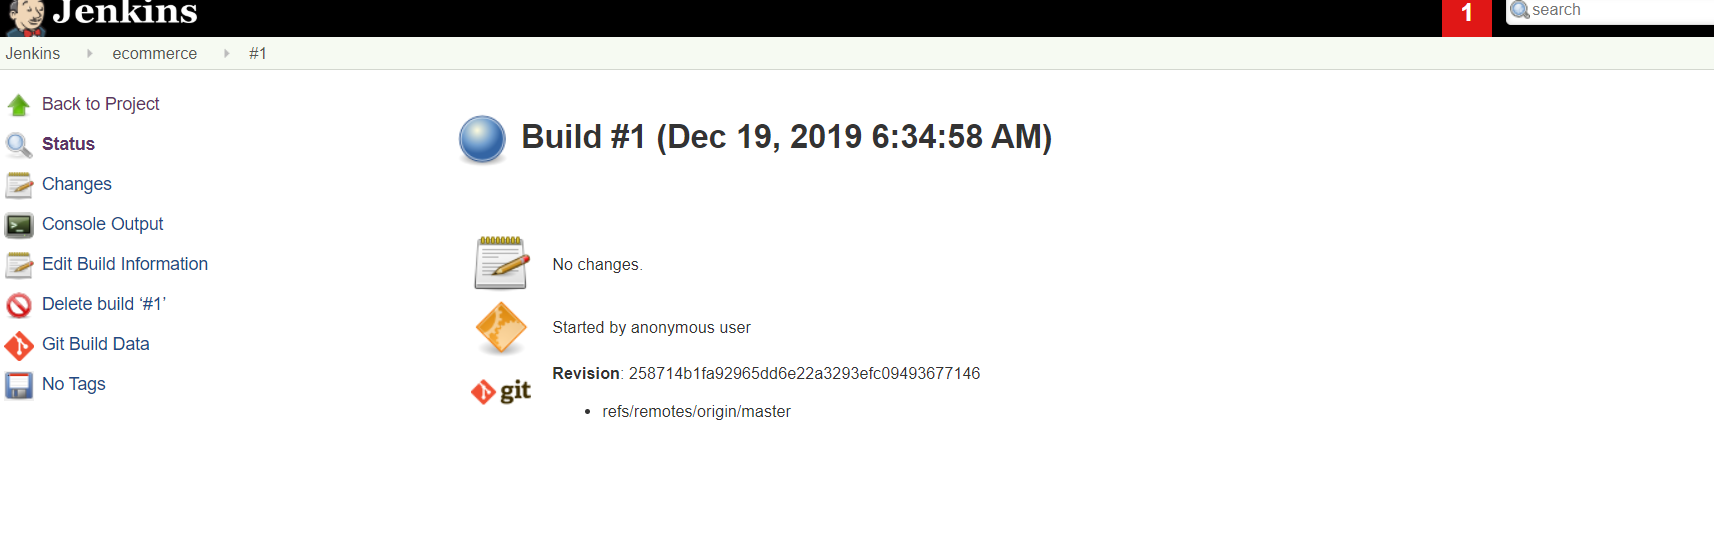 Jenkins
1
search
Jenkins ecommerce #1
Back to Project
Status
Changes
Console Output
Edit Build Information
Delete build ‘#1’
Git Build Data
No Tags
Build #1 (Dec 19, 2019 6:34:58 AM)
No changes.
Started by anonymous user
git
Revision: 258714b1fa92965dd6e22a3293efc09493677146
• refs/remotes/origin/master